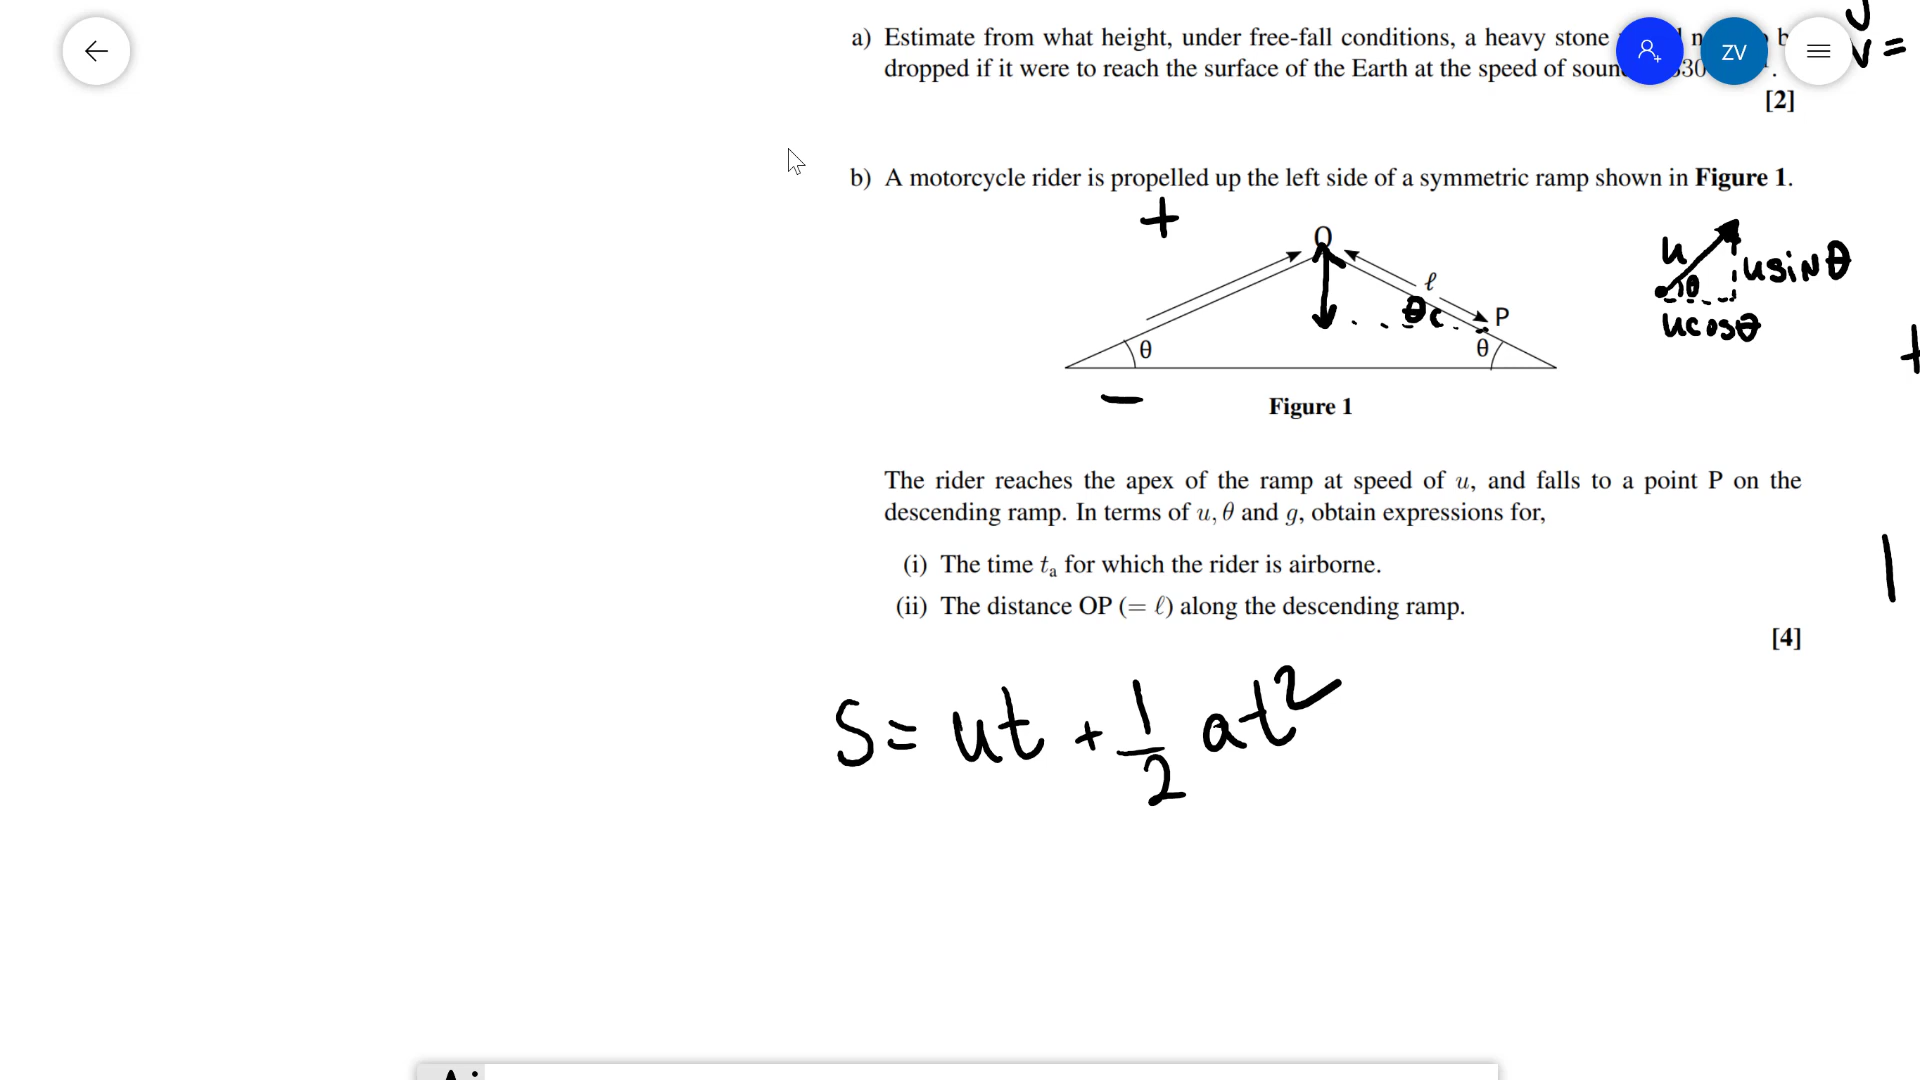 a) Estimate from what height, under free-fall conditions, a heavy stone
ZV
v =
dropped if it were to reach the surface of the Earth at the speed of
[2]
b) A motorcycle rider is propelled up the left side of a symmetric ramp shown in Figure 1.
+
O
u
u sin θ
θ
u cos θ
ℓ
θ
P
θ
θ
−
Figure 1
The rider reaches the apex of the ramp at speed of u, and falls to a point P on the
descending ramp. In terms of u, θ and g, obtain expressions for,
(i) The time tₐ for which the rider is airborne.
(ii) The distance OP (= ℓ) along the descending ramp.
[4]
S = ut + 1/2 at²